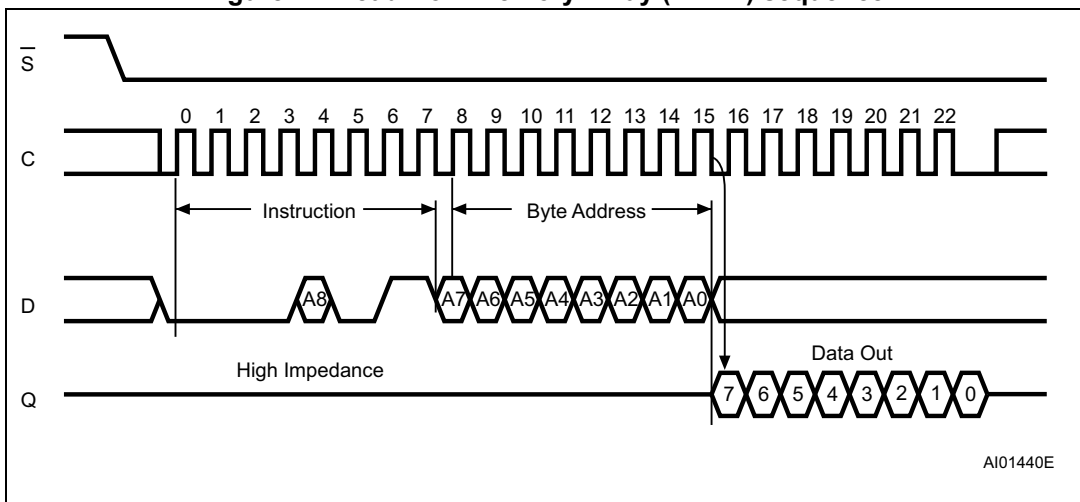 S
0 1 2 3 4 5 6 7 8 9 10 11 12 13 14 15 16 17 18 19 20 21 22
C
Instruction Byte Address
D A8 A7 A6 A5 A4 A3 A2 A1 A0
High Impedance Data Out
Q 7 6 5 4 3 2 1 0
AI01440E